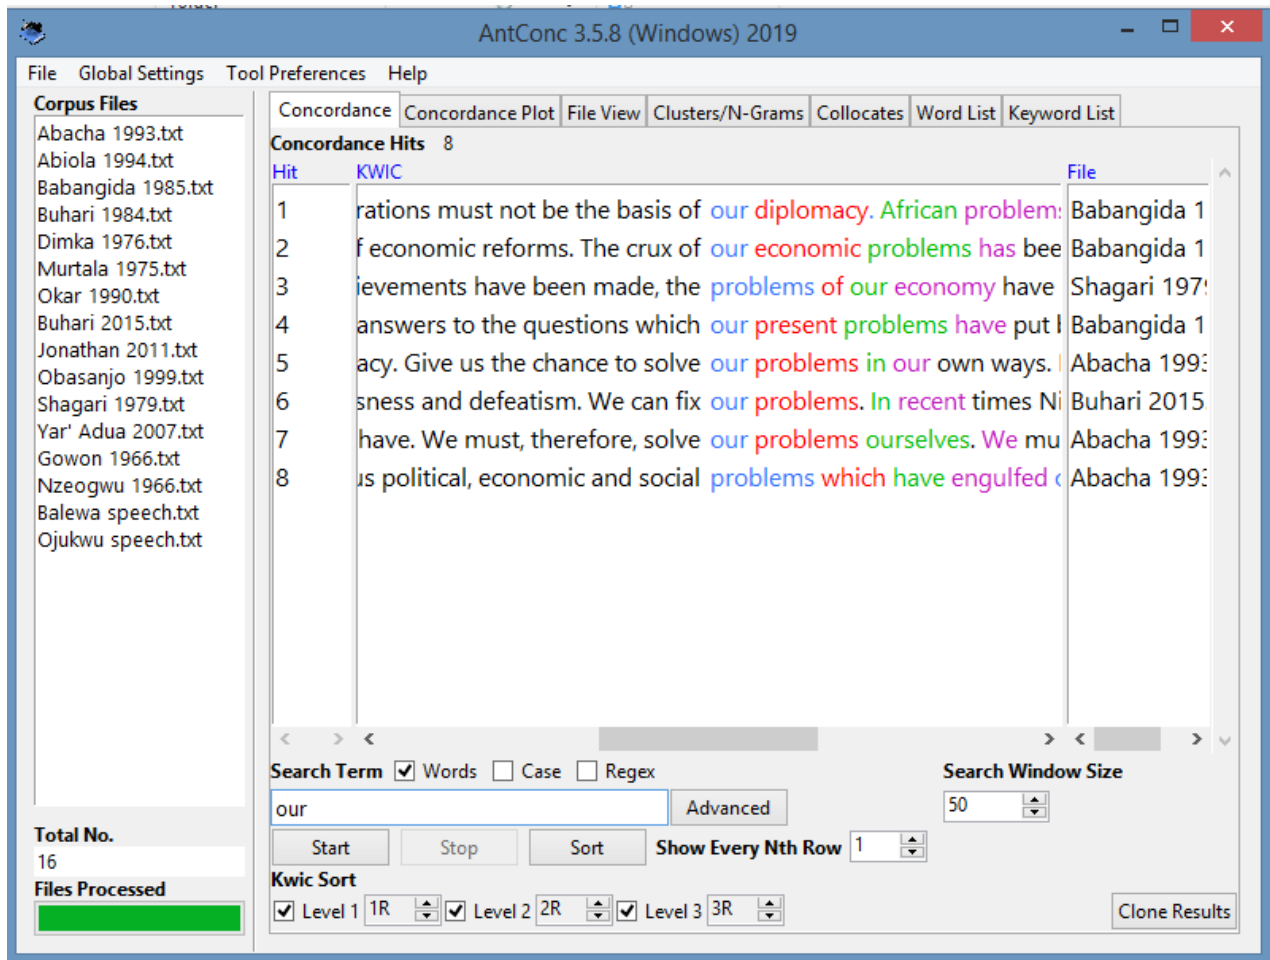 AntConc 3.5.8 (Windows) 2019
File Global Settings Tool Preferences Help
Corpus Files
Abacha 1993.txt
Abiola 1994.txt
Babangida 1985.txt
Buhari 1984.txt
Dimka 1976.txt
Murtala 1975.txt
Okar 1990.txt
Buhari 2015.txt
Jonathan 2011.txt
Obasanjo 1999.txt
Shagari 1979.txt
Yar' Adua 2007.txt
Gowon 1966.txt
Nzeogwu 1966.txt
Balewa speech.txt
Ojukwu speech.txt
Total No.
16
Files Processed
Concordance Concordance Plot File View Clusters/N-Grams Collocates Word List Keyword List
Concordance Hits 8
Hit KWIC File
1 rations must not be the basis of our diplomacy. African problems Babangida 1
2 f economic reforms. The crux of our economic problems has bee Babangida 1
3 ievements have been made, the problems of our economy have Shagari 1979
4 answers to the questions which our present problems have put Babangida 1
5 acy. Give us the chance to solve our problems in our own ways. Abacha 1993
6 sness and defeatism. We can fix our problems. In recent times Ni Buhari 2015.
7 have. We must, therefore, solve our problems ourselves. We mu Abacha 1993
8 us political, economic and social problems which have engulfed Abacha 1993
Search Term Words Case Regex Search Window Size
our Advanced 50
Start Stop Sort Show Every Nth Row 1
Kwic Sort
Level 1 1R Level 2 2R Level 3 3R Clone Results